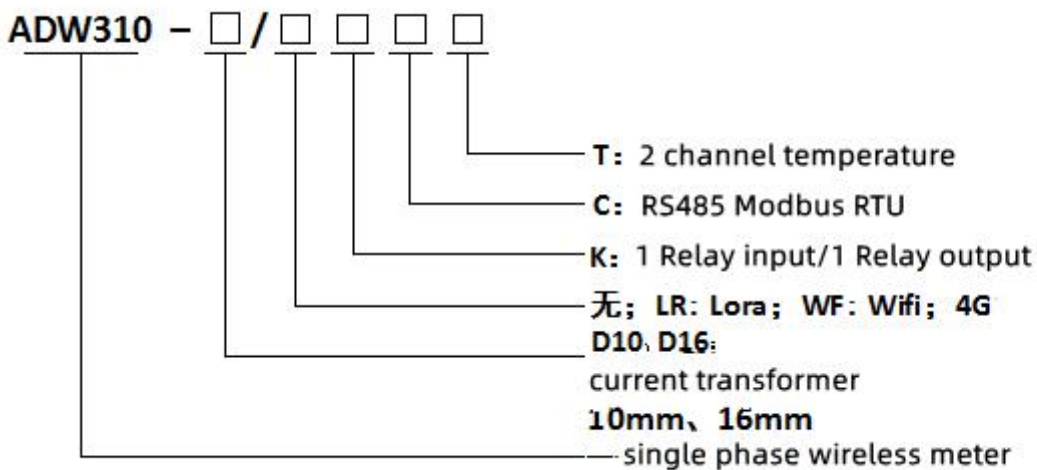 ADW310 - □ / □ □ □ □
T: 2 channel temperature
C: RS485 Modbus RTU
K: 1 Relay input/1 Relay output
无; LR: Lora; WF: Wifi; 4G
D10、D16:
current transformer
10mm、16mm
single phase wireless meter